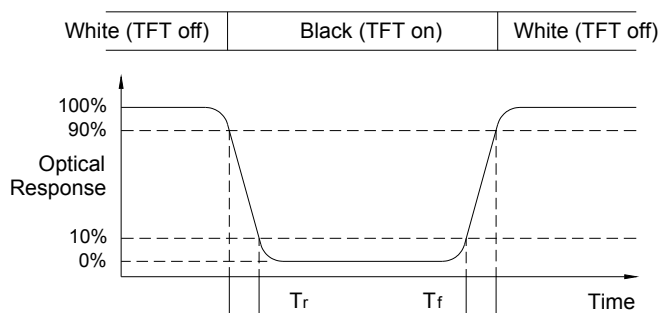 White (TFT off) Black (TFT on) White (TFT off)
100%
90%
Optical
Response
10%
0%
Tr Tf Time